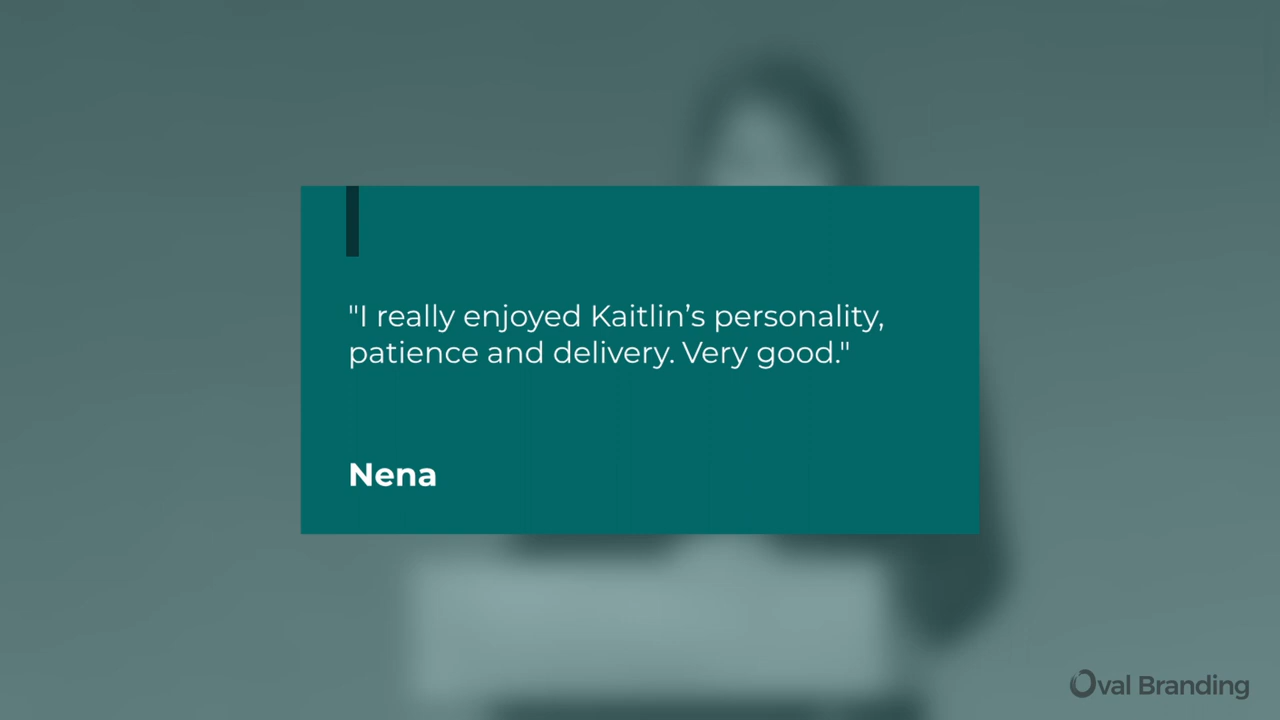 "I really enjoyed Kaitlin’s personality,
patience and delivery. Very good."
Nena
Oval Branding